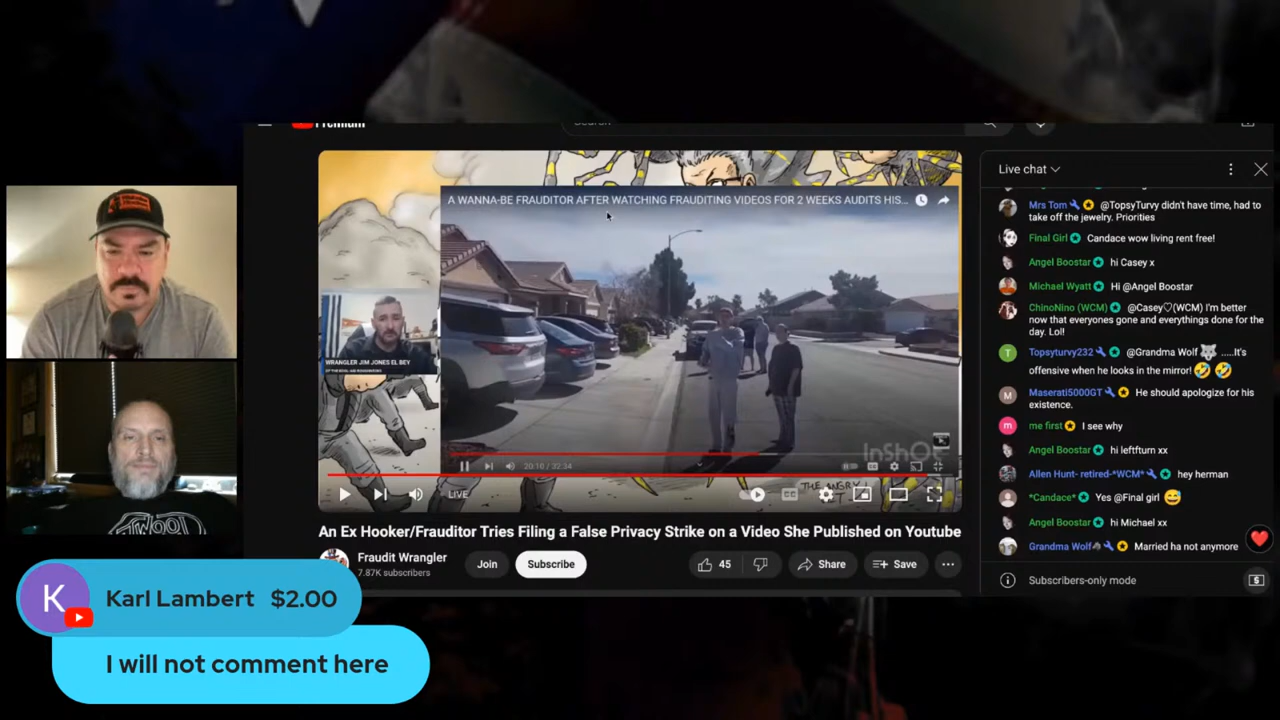 A WANNA-BE FRAUDITOR AFTER WATCHING FRAUDITING VIDEOS FOR 2 WEEKS AUDITS HIS...
WRANGLER JIM JONES EL BEY
InShOt
20:16 / 32:34
LIVE
THE ANGRY
An Ex Hooker/Frauditor Tries Filing a False Privacy Strike on a Video She Published on Youtube
Fraudit Wrangler
7.87K subscribers
Join
Subscribe
45
Share
Save
Live chat
Mrs Tom @TopsyTurvy didn't have time, had to
take off the jewelry. Priorities
Final Girl Candace wow living rent free!
Angel Boostar hi Casey x
Michael Wyatt Hi @Angel Boostar
ChinoNino (WCM) @Casey♡(WCM) I'm better
now that everyones gone and everythings done for the
day. Lol!
Topsyturvy232 @Grandma Wolf🐺.....It's
offensive when he looks in the mirror! 🤣 🤣
Maserati5000GT He should apologize for his
existence.
me first I see why
Angel Boostar hi leftfturn xx
Allen Hunt- retired-*WCM* hey herman
*Candace* Yes @Final girl 😅
Angel Boostar hi Michael xx
Grandma Wolf Married ha not anymore
Subscribers-only mode
K
Karl Lambert $2.00
I will not comment here